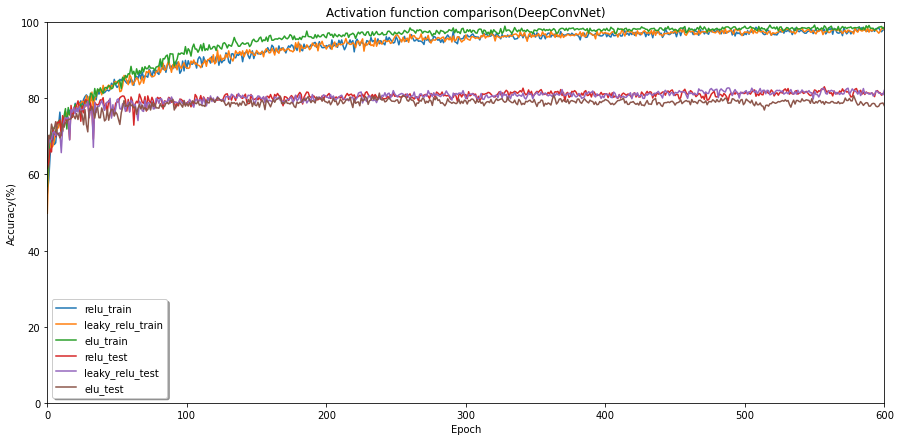 Activation function comparison(DeepConvNet)
100
80
60
40
20
0
Accuracy(%)
relu_train
leaky_relu_train
elu_train
relu_test
leaky_relu_test
elu_test
0 100 200 300 400 500 600
Epoch